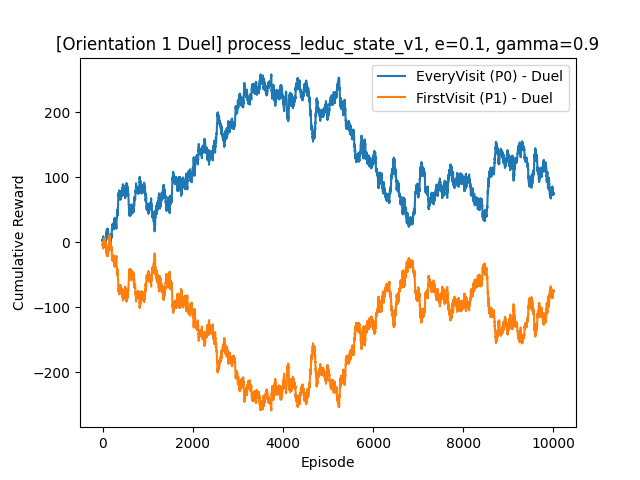 [Orientation 1 Duel] process_leduc_state_v1, e=0.1, gamma=0.9
EveryVisit (P0) - Duel
FirstVisit (P1) - Duel
Cumulative Reward
200
100
0
−100
−200
0 2000 4000 6000 8000 10000
Episode